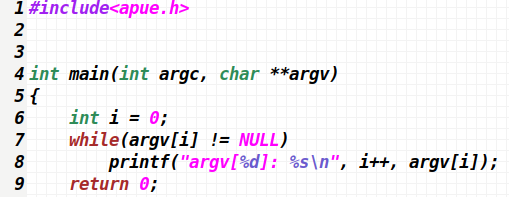 1 #include<apue.h>
2
3
4 int main(int argc, char **argv)
5 {
6     int i = 0;
7     while(argv[i] != NULL)
8         printf("argv[%d]: %s\n", i++, argv[i]);
9     return 0;